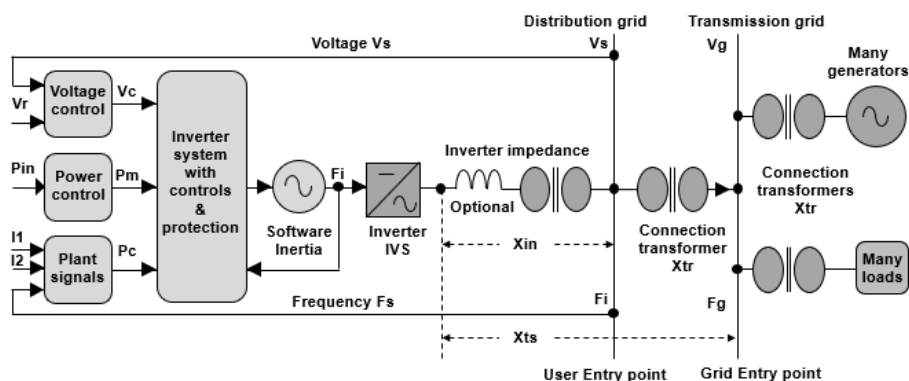 Distribution grid
Transmission grid
Voltage Vs
Vs
Vg
Many
generators
Voltage
control
Vc
Vr
Inverter
system
with
controls
&
protection
Pin
Power
control
Pm
Fi
Inverter impedance
Optional
Software
Inertia
Inverter
IVS
Xin
Connection
transformer
Xtr
Connection
transformers
Xtr
I1
I2
Plant
signals
Pc
Many
loads
Frequency Fs
Fi
Fg
Xts
User Entry point
Grid Entry point